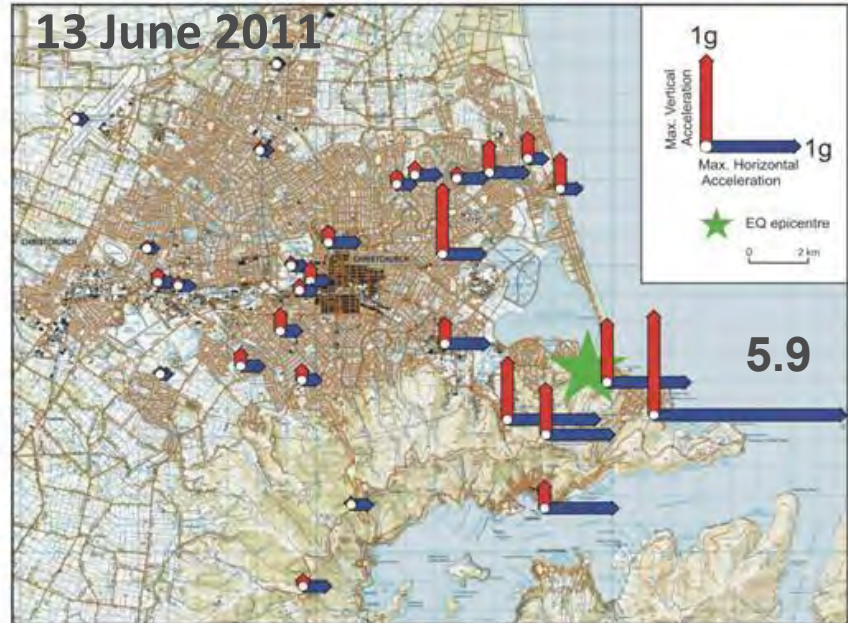 13 June 2011
1g
Max. Vertical
Acceleration
1g
Max. Horizontal
Acceleration
EQ epicentre
0 2 km
CHRISTCHURCH
CHRISTCHURCH
5.9